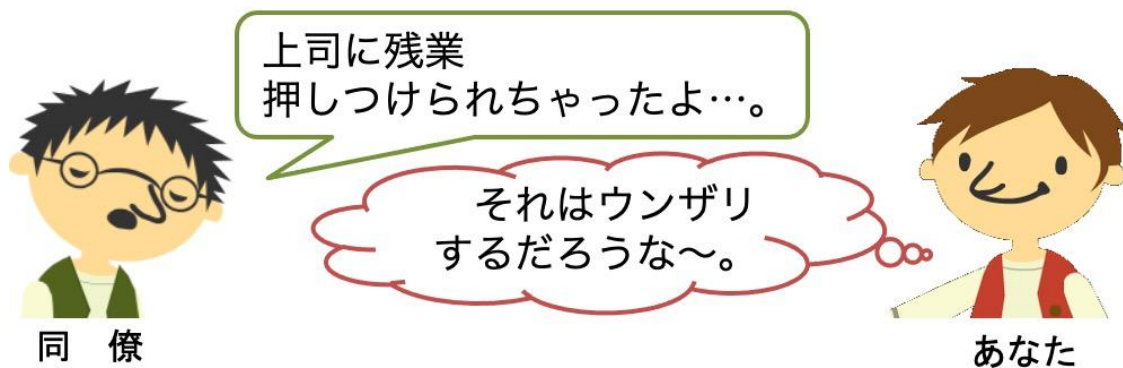 上司に残業
押しつけられちゃったよ…。
それはウンザリ
するだろうな～。
同　僚
あなた